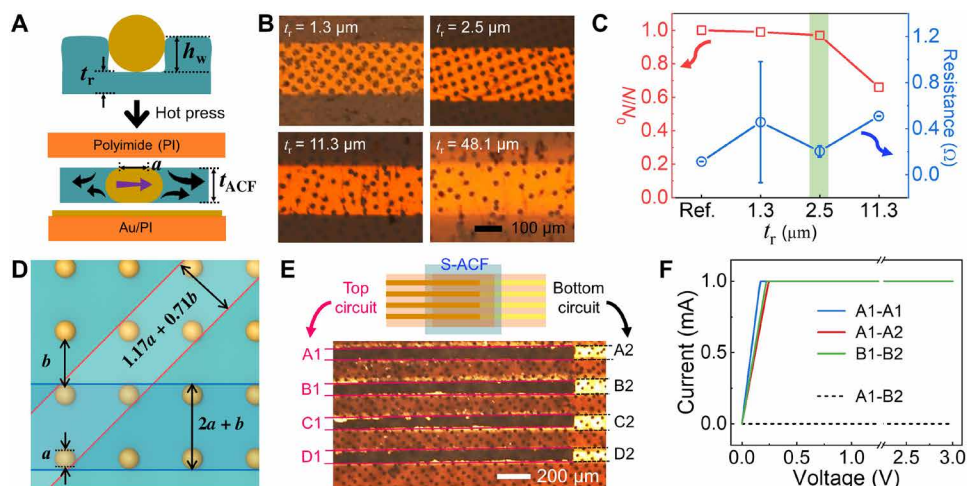 A
t_r
h_w
Hot press
Polyimide (PI)
a
t_ACF
Au/PI
B
t_r = 1.3 µm
t_r = 2.5 µm
t_r = 11.3 µm
t_r = 48.1 µm
100 µm
C
N/N_0
1.0
0.8
0.6
0.4
0.2
0.0
Resistance (Ω)
1.2
0.8
0.4
0.0
Ref.
1.3
2.5
11.3
t_r (µm)
D
1.17a + 0.71b
b
2a + b
a
E
S-ACF
Top circuit
Bottom circuit
A1
A2
B1
B2
C1
C2
D1
D2
200 µm
F
Current (mA)
1.0
0.5
0.0
A1-A1
A1-A2
B1-B2
A1-B2
0.0
0.5
1.0
2.5
3.0
Voltage (V)